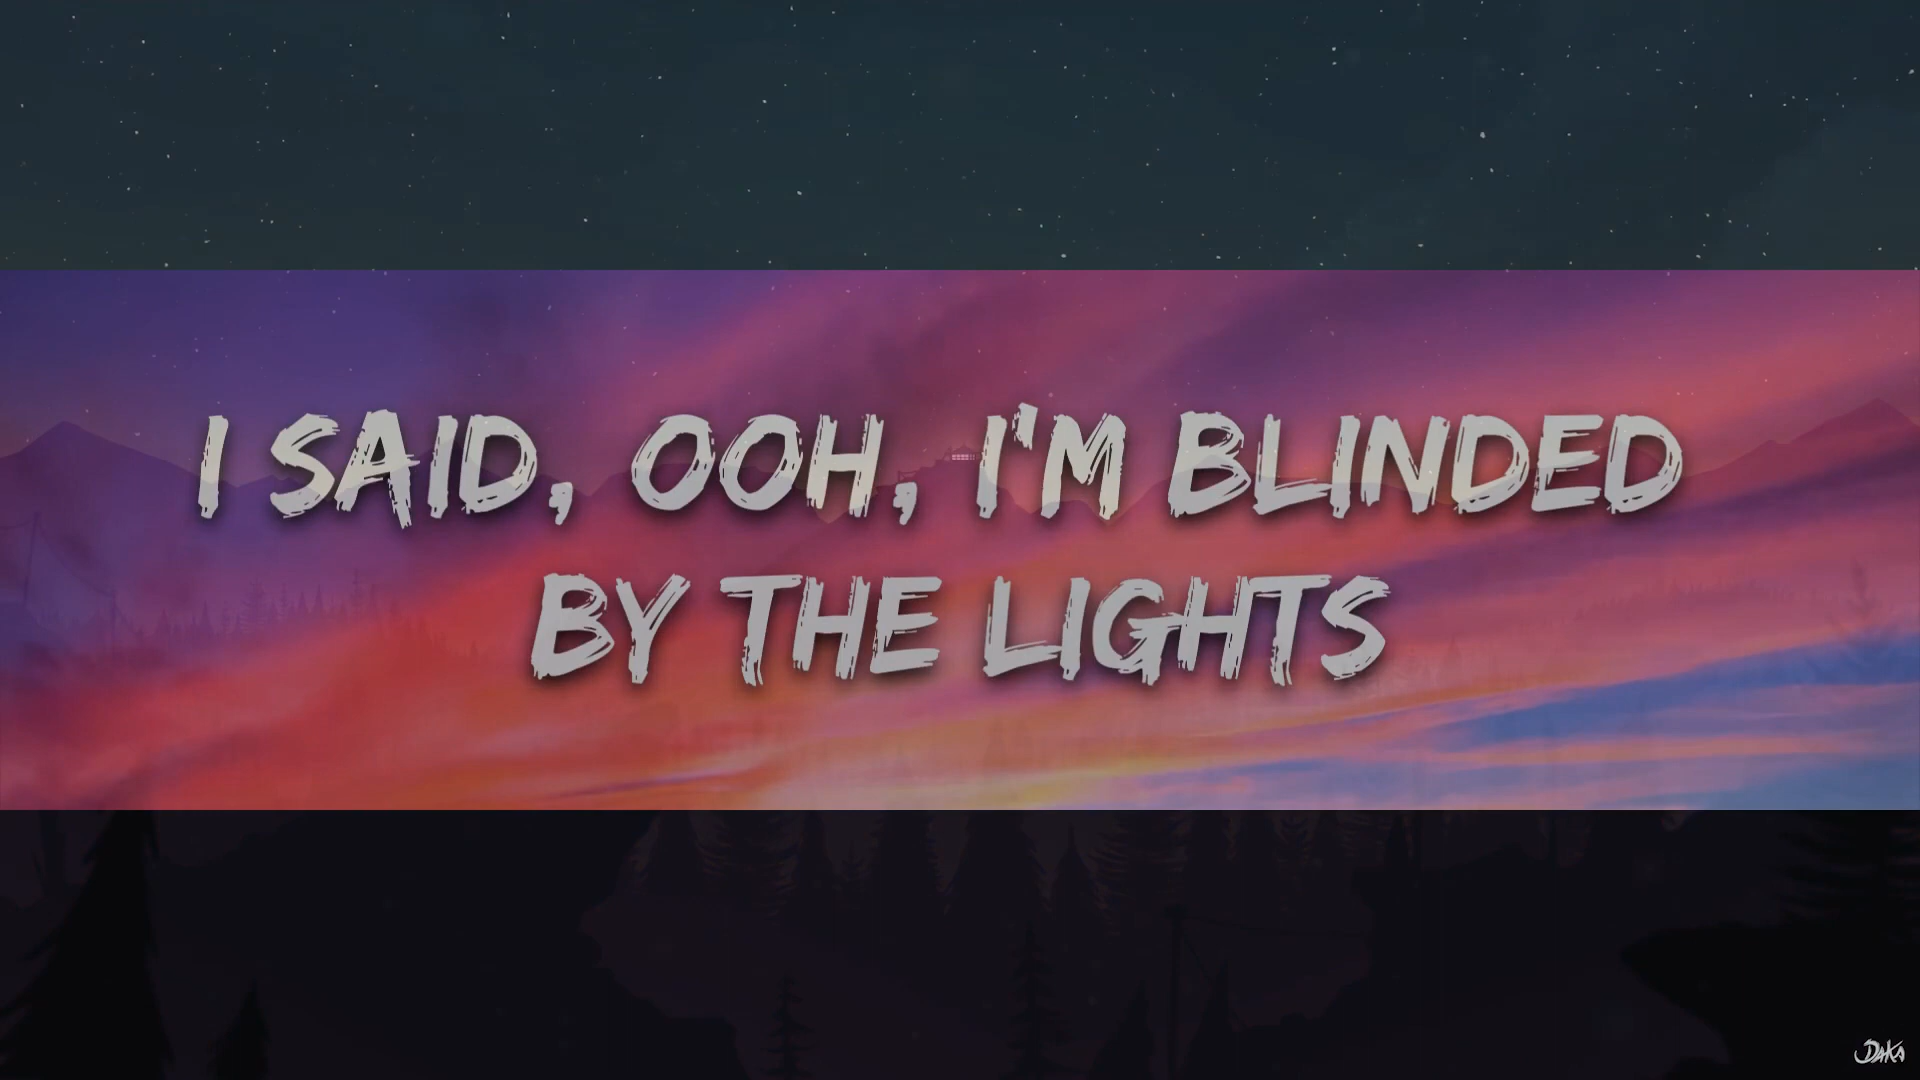 I SAID, OOH, I'M BLINDED
BY THE LIGHTS
DAKA